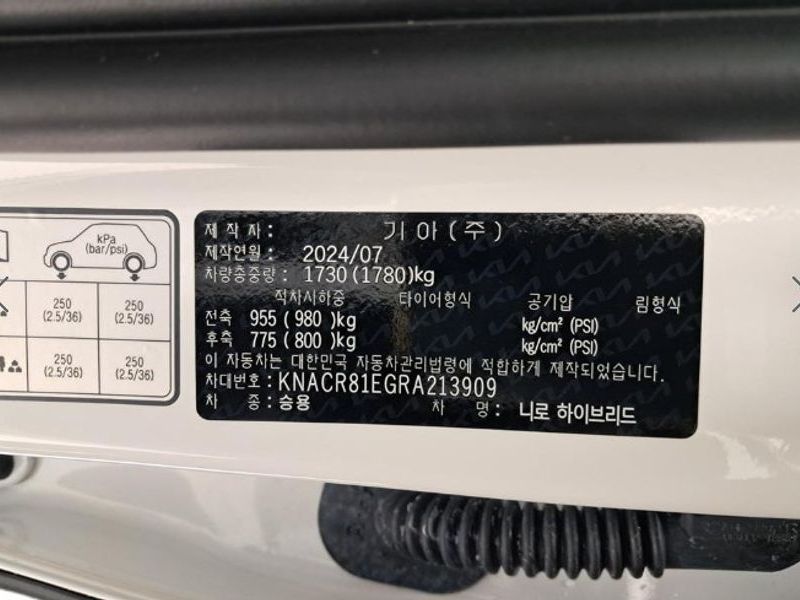 kPa
(bar/psi)
250
(2.5/36)
250
(2.5/36)
250
(2.5/36)
250
(2.5/36)
제 작 자 : 기 아 ( 주 )
제작연월 : 2024/07
차량총중량 : 1730 (1780)kg
적차시하중 타이어형식 공기압 림형식
전축 955 ( 980 )kg kg/cm² (PSI)
후축 775 ( 800 )kg kg/cm² (PSI)
이 자동차는 대한민국 자동차관리법령에 적합하게 제작되었습니다.
차대번호 : KNACR81EGRA213909
차 종 : 승용 차 명 : 니로 하이브리드